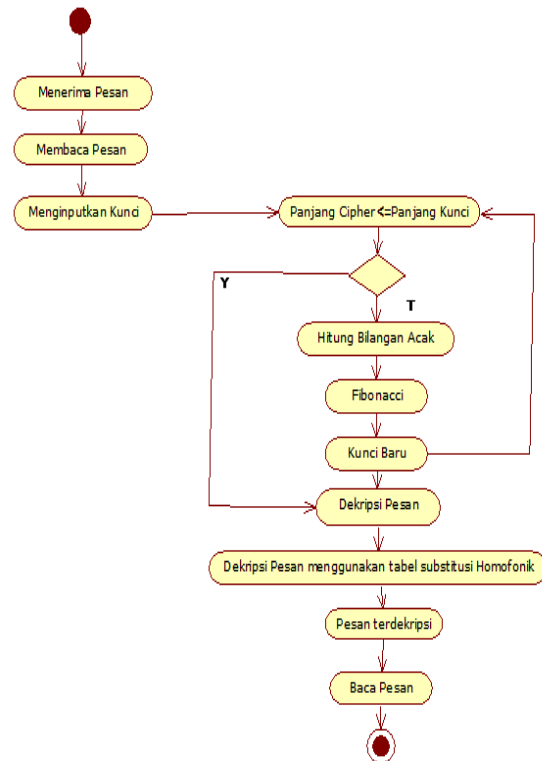 Menerima Pesan
Membaca Pesan
Menginputkan Kunci
Panjang Cipher <=Panjang Kunci
Y
T
Hitung Bilangan Acak
Fibonacci
Kunci Baru
Dekripsi Pesan
Dekripsi Pesan menggunakan tabel substitusi Homofonik
Pesan terdekripsi
Baca Pesan